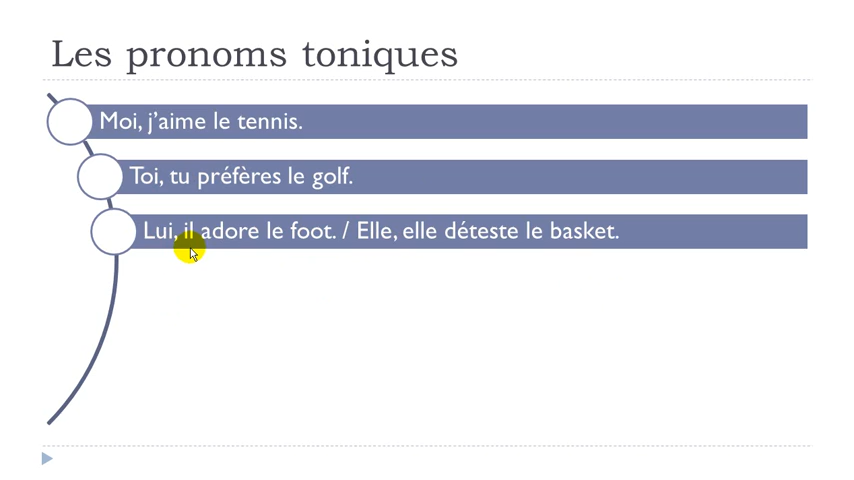 Les pronoms toniques
Moi, j’aime le tennis.
Toi, tu préfères le golf.
Lui, il adore le foot. / Elle, elle déteste le basket.